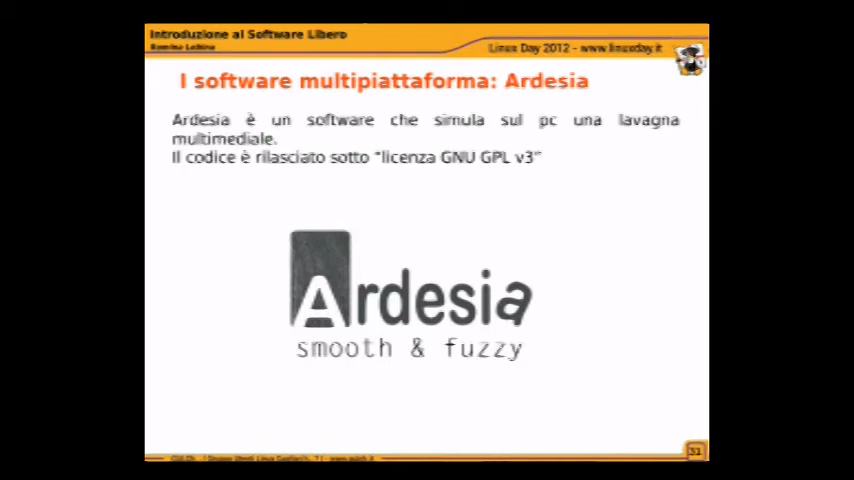 Introduzione al Software Libero
Linux Day 2012 - www.linuxday.it
I software multipiattaforma: Ardesia
Ardesia è un software che simula sul pc una lavagna
multimediale.
Il codice è rilasciato sotto "licenza GNU GPL v3"
Ardesia
smooth & fuzzy
31